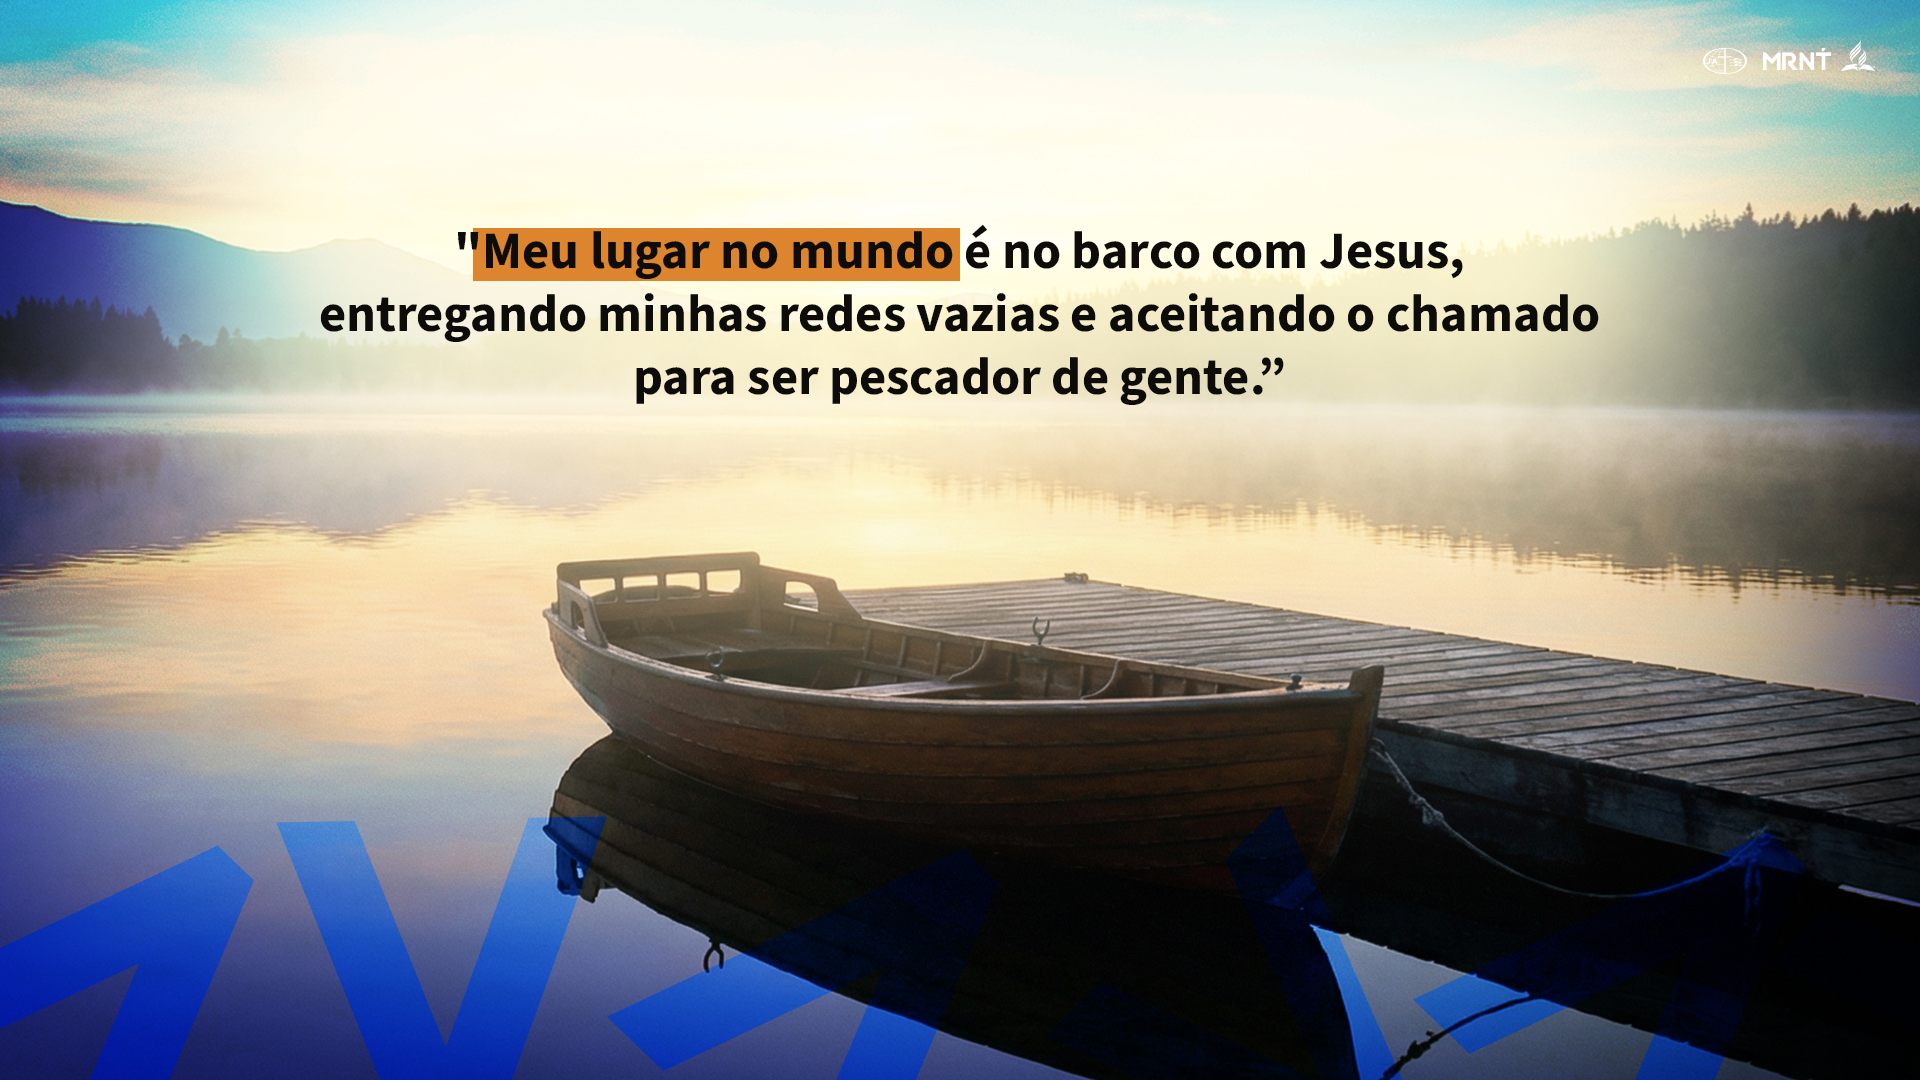 MRNT
"Meu lugar no mundo é no barco com Jesus,
entregando minhas redes vazias e aceitando o chamado
para ser pescador de gente.”